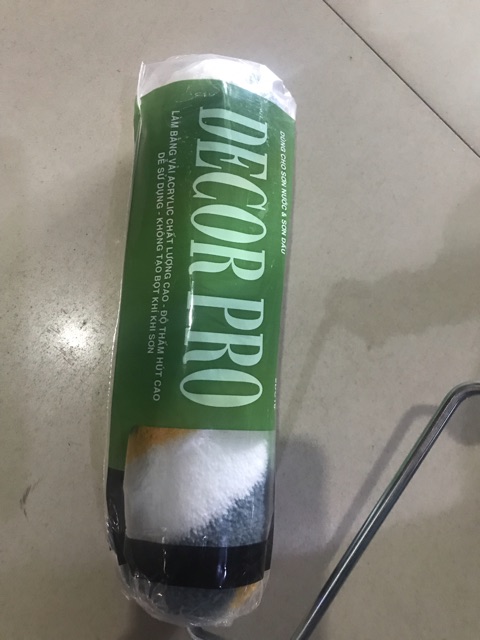 DÙNG CHO SƠN NƯỚC & SƠN DẦU
DECOR PRO
LÀM BẰNG VẢI ACRYLIC CHẤT LƯỢNG CAO - ĐỘ THẤM HÚT CAO
DỄ SỬ DỤNG - KHÔNG TẠO BỌT KHÍ KHI SƠN